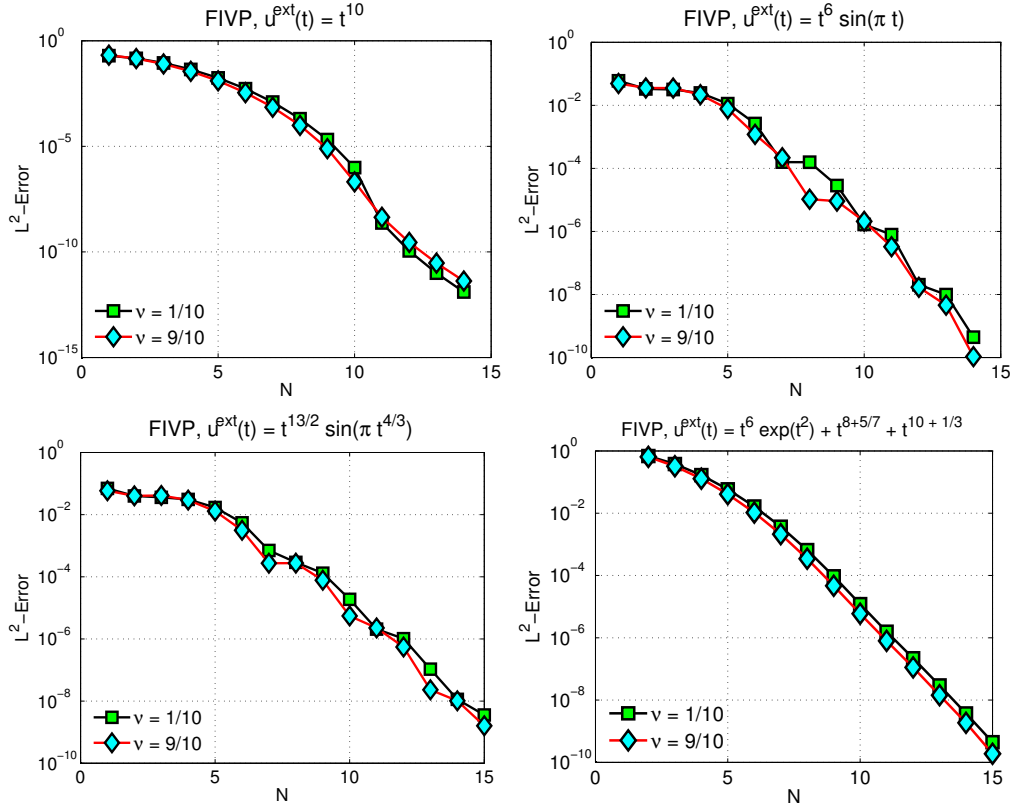 FIVP, u^ext(t) = t^10
10^0
10^−5
10^−10
10^−15
L^2−Error
ν = 1/10
ν = 9/10
0
5
10
15
N
FIVP, u^ext(t) = t^6 sin(π t)
10^0
10^−2
10^−4
10^−6
10^−8
10^−10
L^2−Error
ν = 1/10
ν = 9/10
0
5
10
15
N
FIVP, u^ext(t) = t^13/2 sin(π t^4/3)
10^0
10^−2
10^−4
10^−6
10^−8
10^−10
L^2−Error
ν = 1/10
ν = 9/10
0
5
10
15
N
FIVP, u^ext(t) = t^6 exp(t^2) + t^8+5/7 + t^10 + 1/3
10^0
10^−2
10^−4
10^−6
10^−8
10^−10
L^2−Error
ν = 1/10
ν = 9/10
0
5
10
15
N